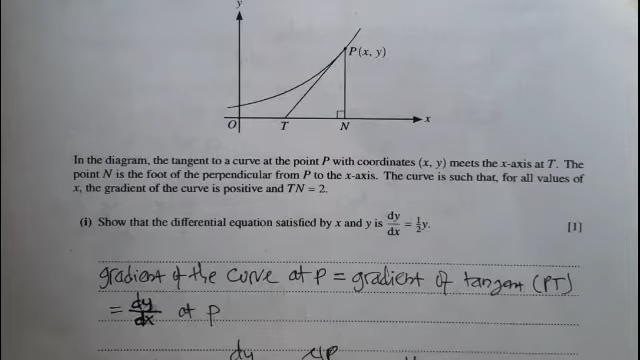 y
P(x, y)
O T N x
In the diagram, the tangent to a curve at the point P with coordinates (x, y) meets the x-axis at T. The
point N is the foot of the perpendicular from P to the x-axis. The curve is such that, for all values of
x, the gradient of the curve is positive and TN = 2.
(i) Show that the differential equation satisfied by x and y is dy/dx = ½y. [1]
gradient of the curve at P = gradient of tangent (PT)
= dy/dx at P
dy